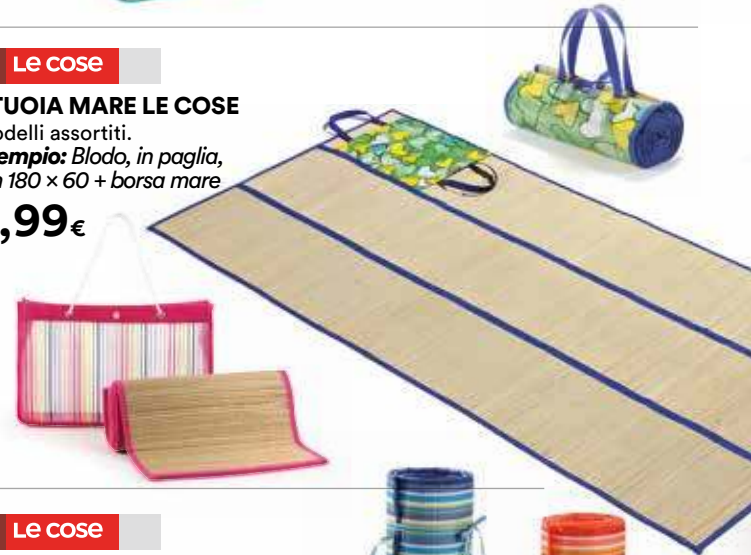 Le cose
TUOIA MARE LE COSE
odelli assortiti.
empio: Blodo, in paglia,
180 × 60 + borsa mare
,99€
Le cose